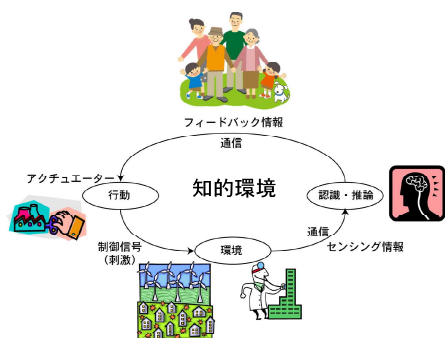 フィードバック情報
通信
アクチュエーター
行動
知的環境
認識・推論
制御信号
(刺激)
環境
通信
センシング情報